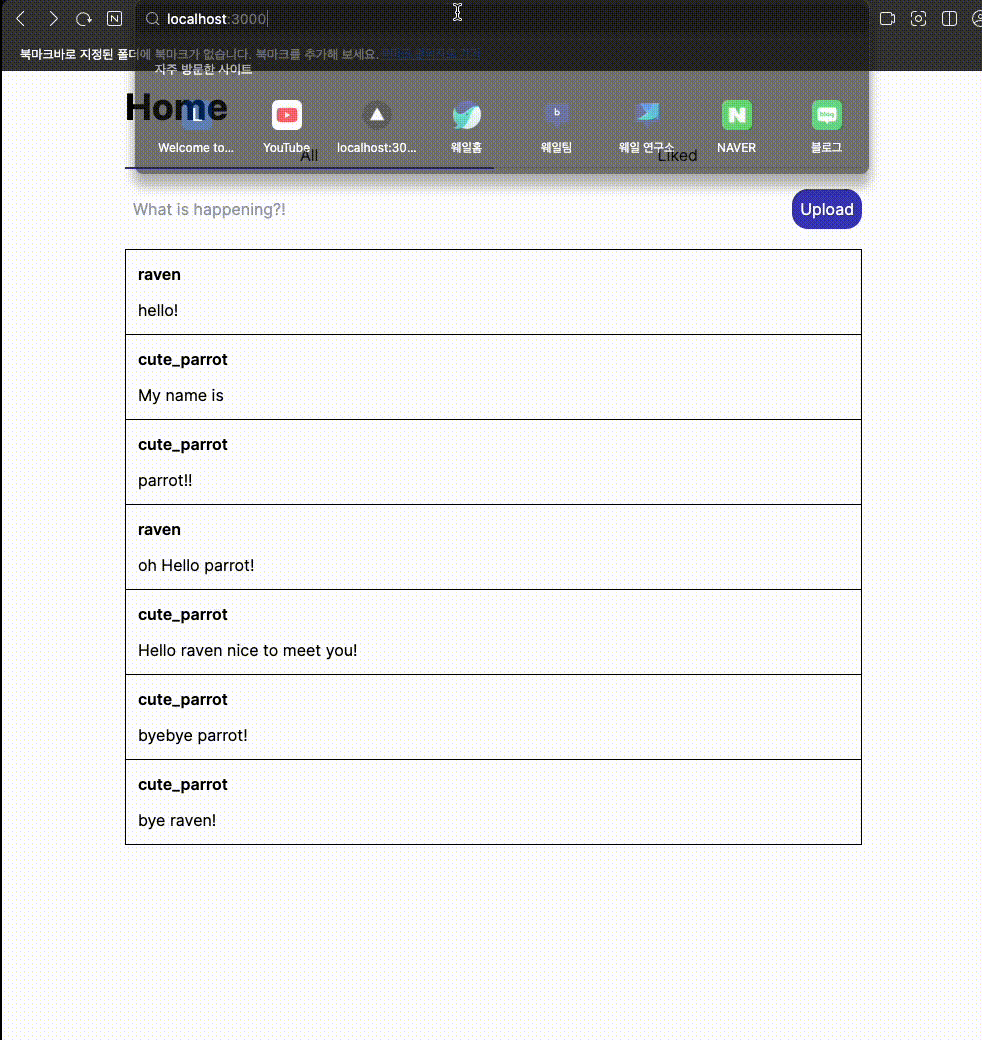 localhost:3000
북마크바로 지정된 폴더에 북마크가 없습니다. 북마크를 추가해 보세요.
자주 방문한 사이트
Home
L
b
N
blog
Welcome to...
YouTube
localhost:30...
웨일홈
웨일팀
웨일 연구소
NAVER
블로그
All
Liked
What is happening?!
Upload
raven
hello!
cute_parrot
My name is
cute_parrot
parrot!!
raven
oh Hello parrot!
cute_parrot
Hello raven nice to meet you!
cute_parrot
byebye parrot!
cute_parrot
bye raven!